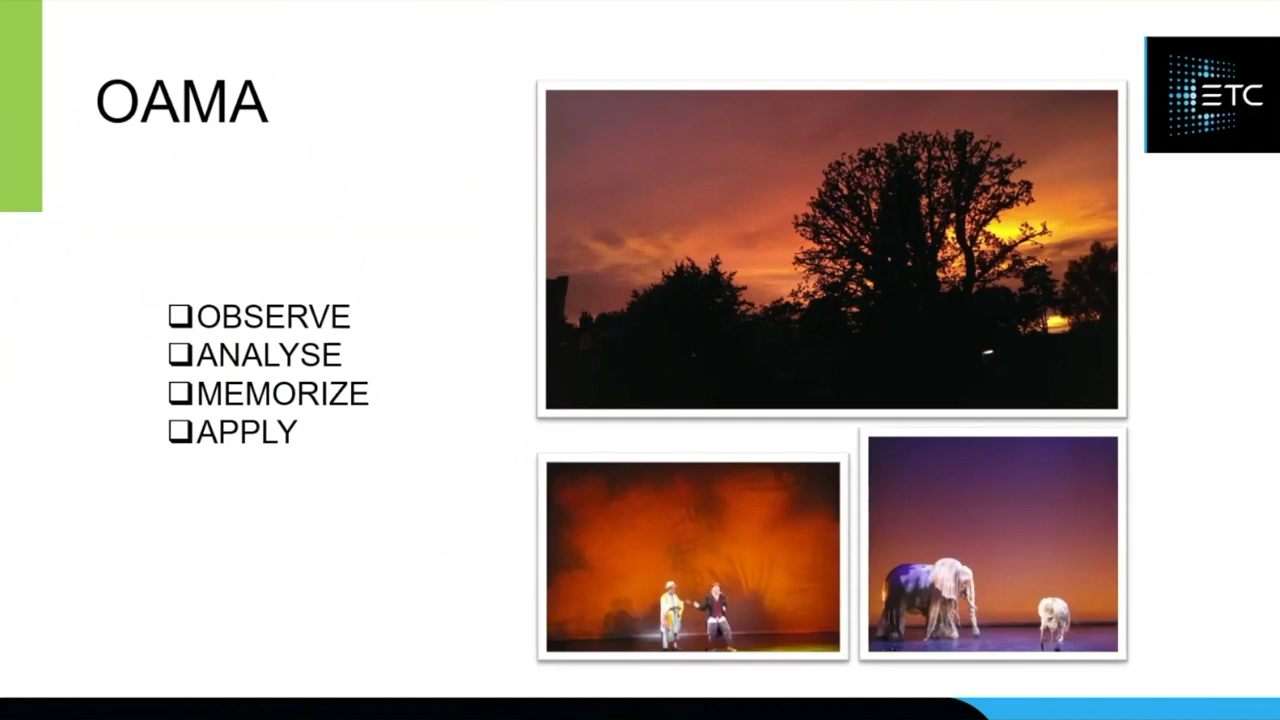 OAMA
ETC
❑OBSERVE
❑ANALYSE
❑MEMORIZE
❑APPLY